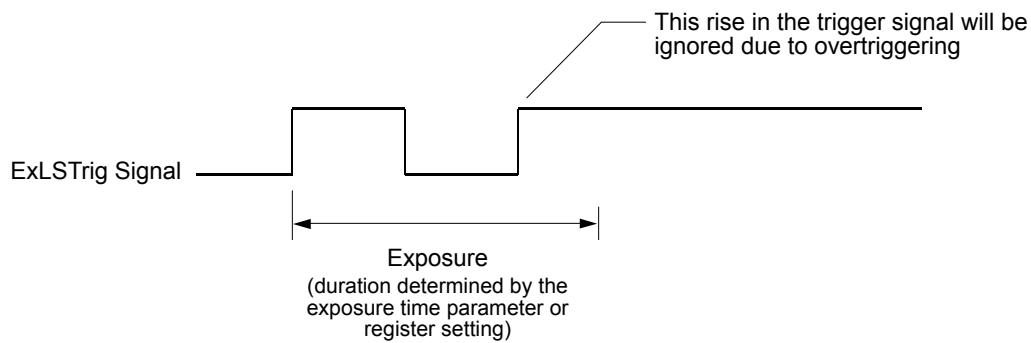 This rise in the trigger signal will be
ignored due to overtriggering
ExLSTrig Signal
Exposure
(duration determined by the
exposure time parameter or
register setting)